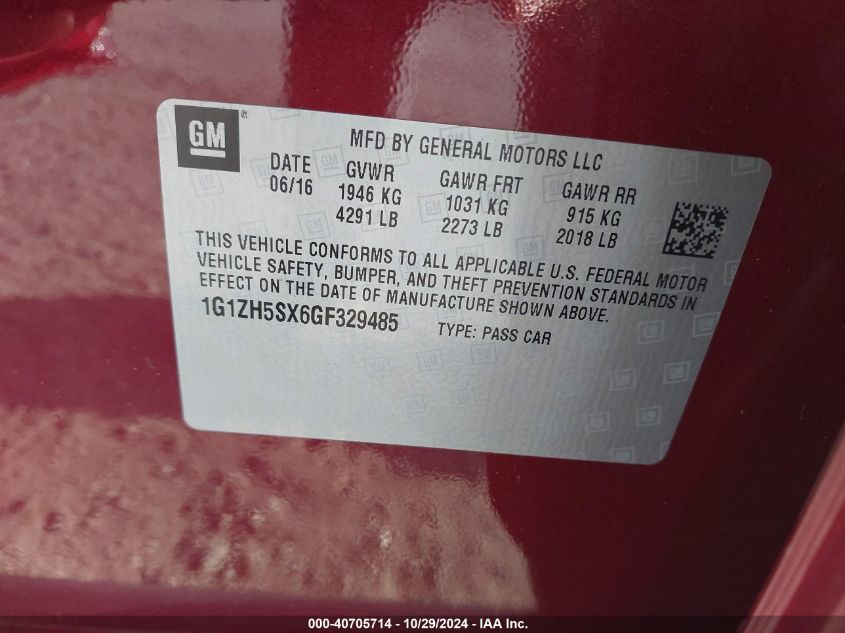 GM ®
MFD BY GENERAL MOTORS LLC
DATE GVWR GAWR FRT GAWR RR
06/16 1946 KG 1031 KG 915 KG
4291 LB 2273 LB 2018 LB
THIS VEHICLE CONFORMS TO ALL APPLICABLE U.S. FEDERAL MOTOR
VEHICLE SAFETY, BUMPER, AND THEFT PREVENTION STANDARDS IN
EFFECT ON THE DATE OF MANUFACTURE SHOWN ABOVE.
1G1ZH5SX6GF329485 TYPE: PASS CAR
000-40705714 - 10/29/2024 - IAA Inc.